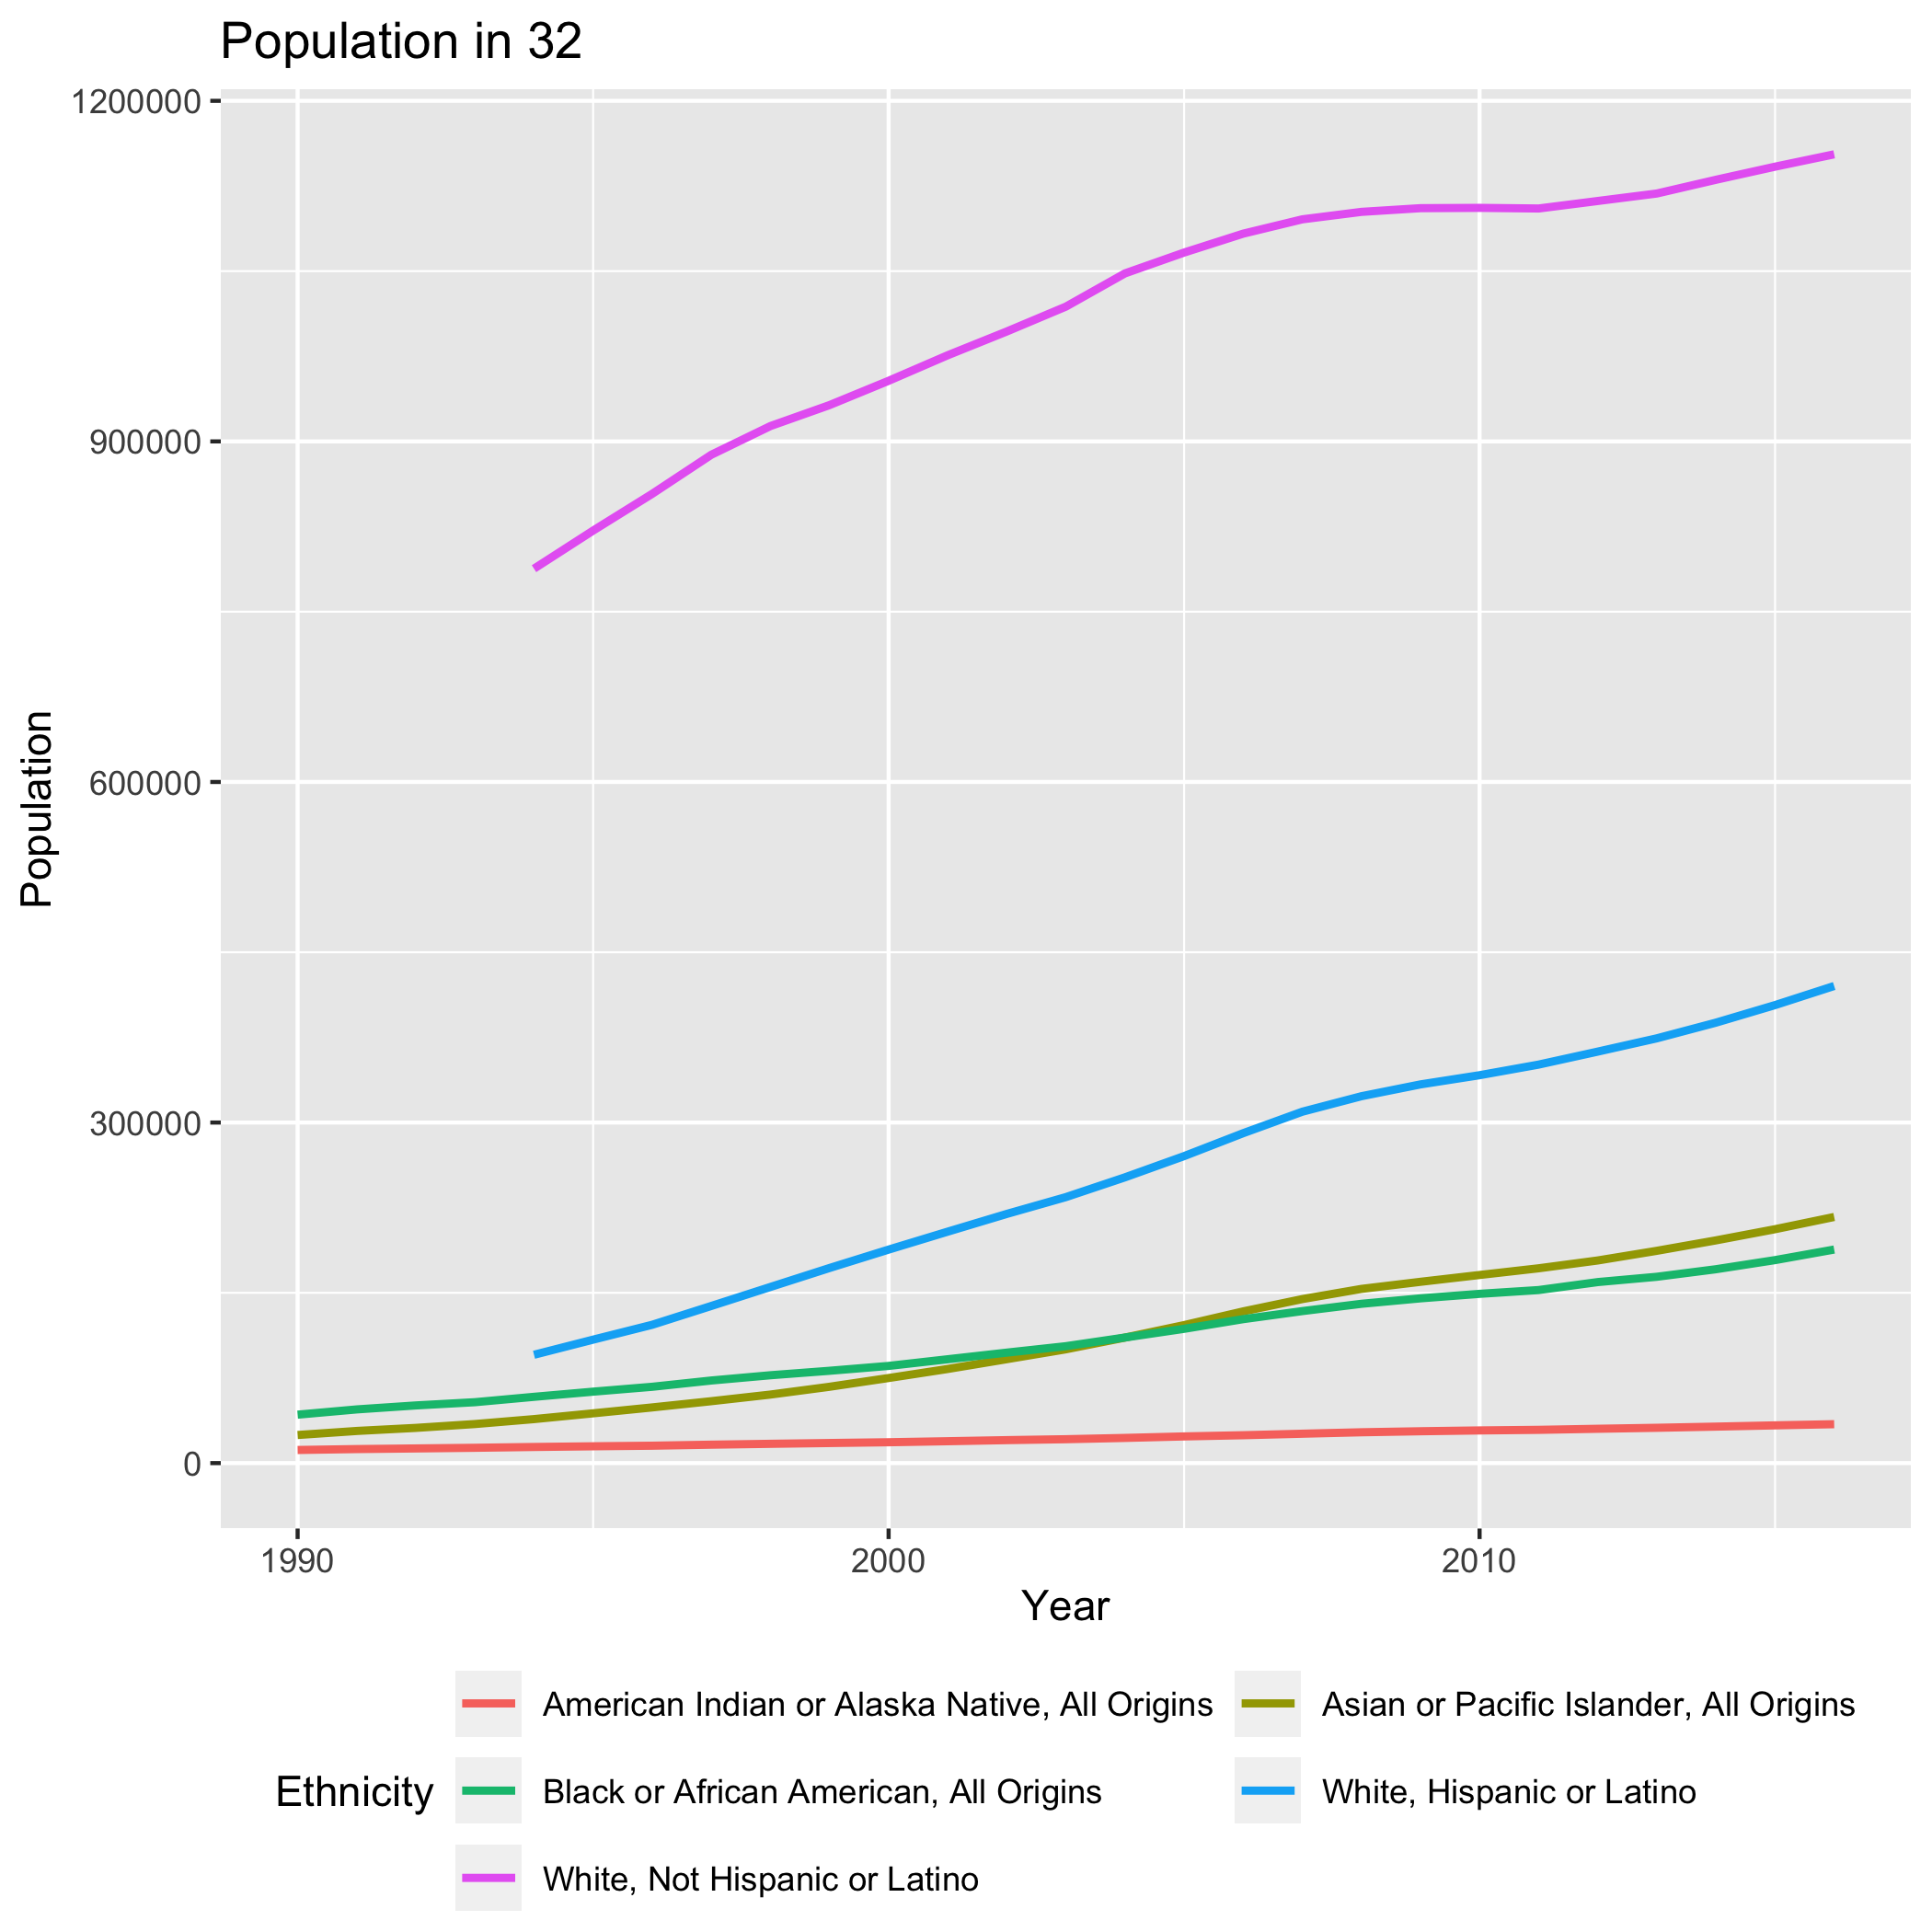 Population in 32
1200000
900000
600000
300000
0
Population
1990
2000
2010
Year
Ethnicity
American Indian or Alaska Native, All Origins
Asian or Pacific Islander, All Origins
Black or African American, All Origins
White, Hispanic or Latino
White, Not Hispanic or Latino